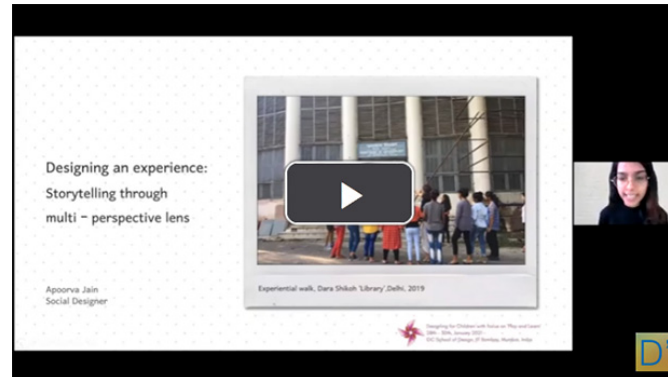 Designing an experience:
Storytelling through
multi - perspective lens
Apoorva Jain
Social Designer
Experiential walk, Dara Shikoh 'Library',Delhi, 2019
Designing for Children with focus on 'Play and Learn'
IDC School of Design, IIT Bombay, Mumbai, India
D'